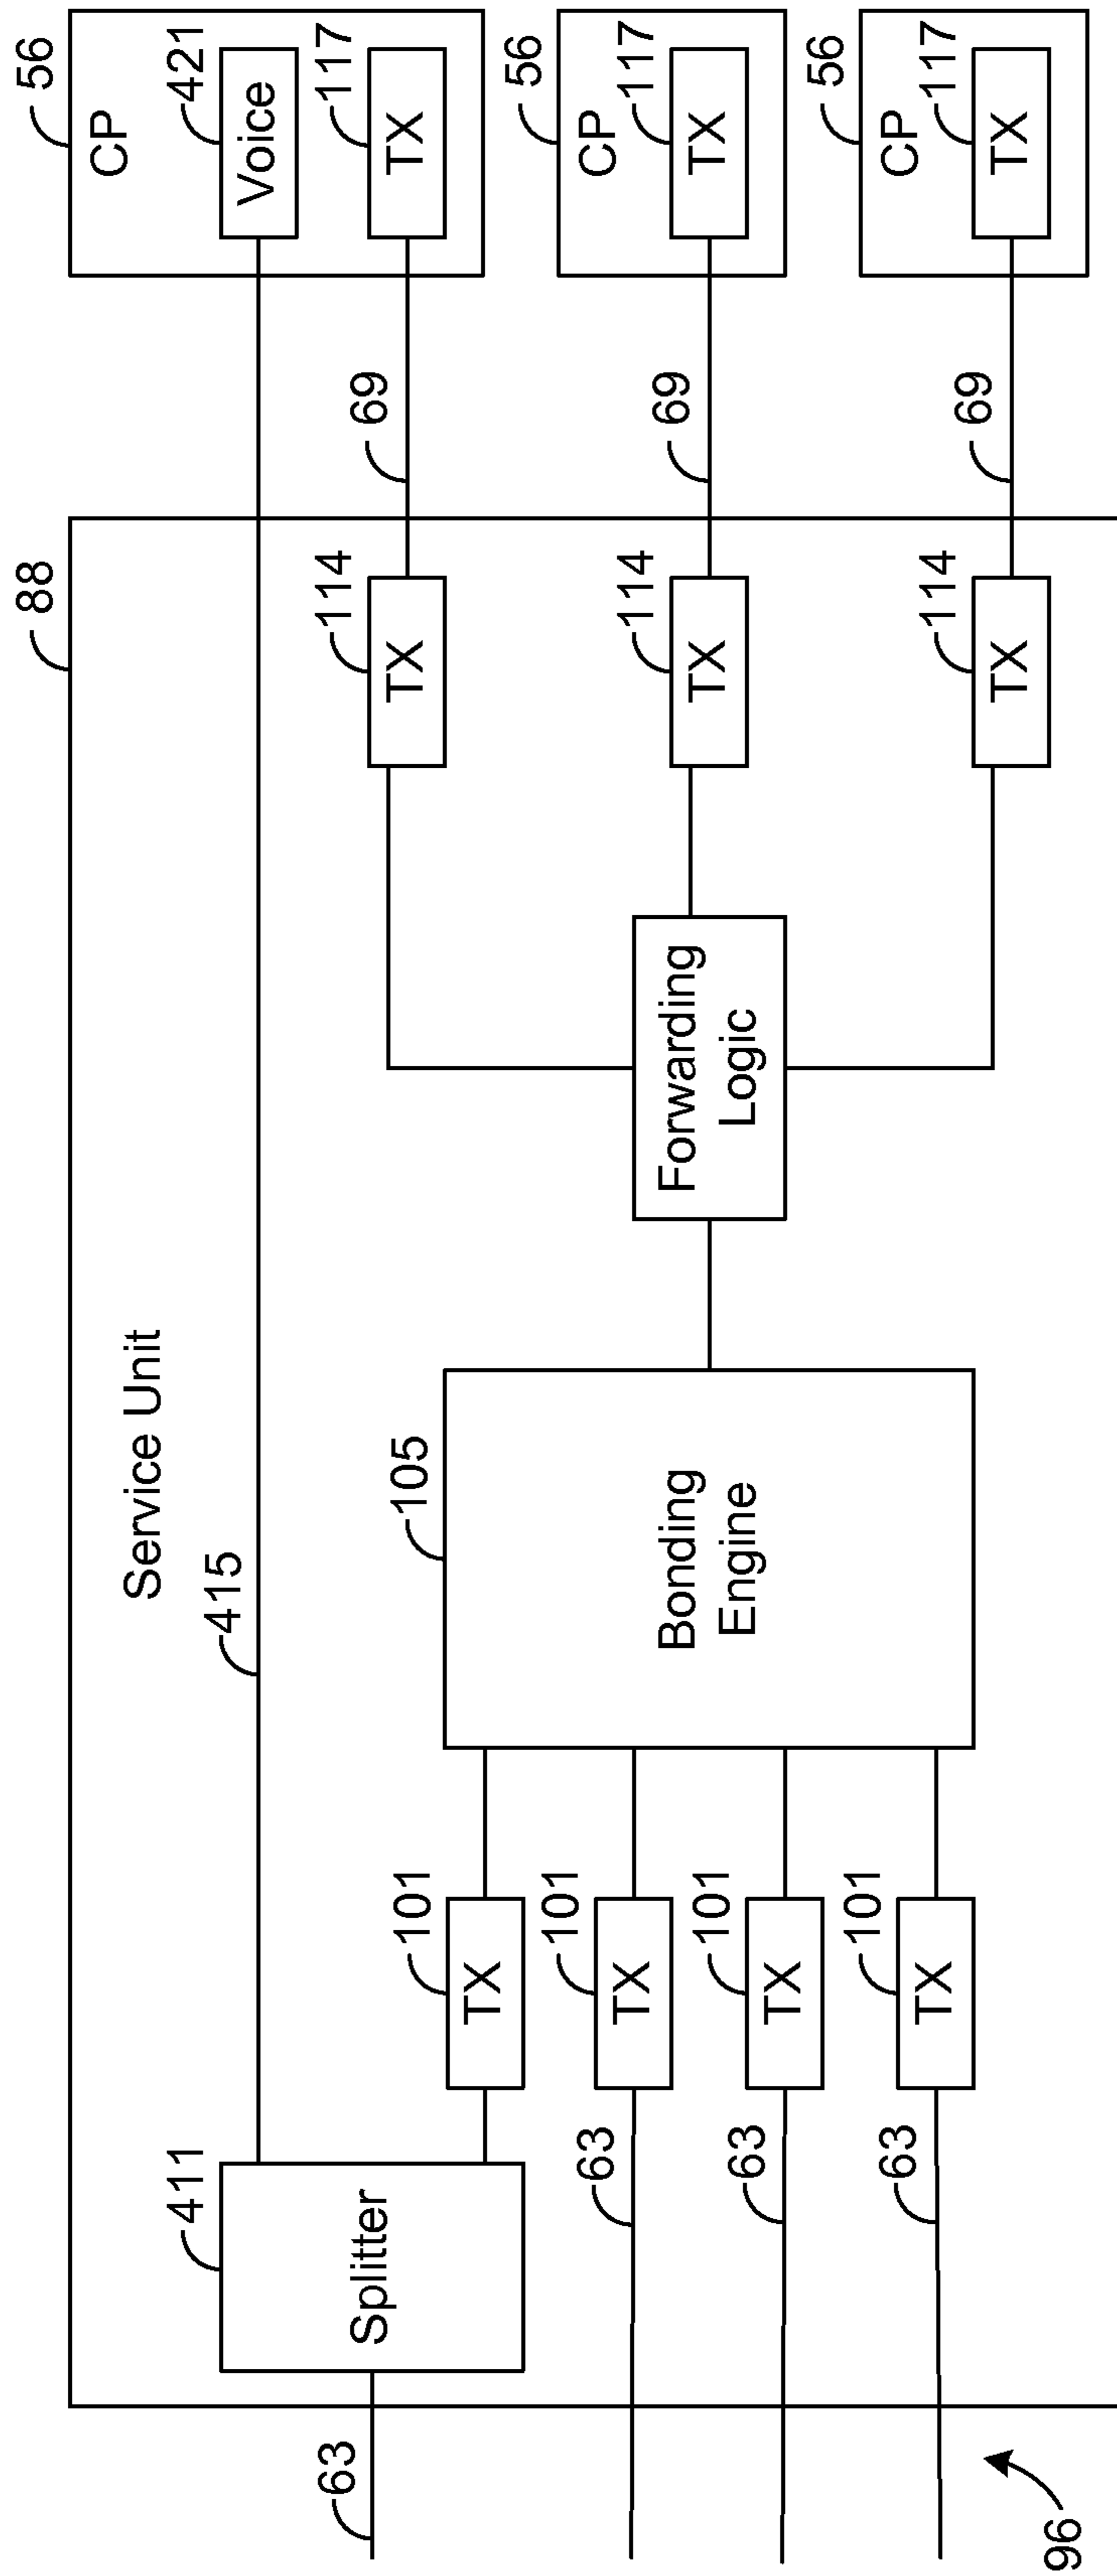 88
56
CP
Service Unit
415
Voice
421
411
Splitter
63
101
TX
114
TX
69
117
TX
56
CP
63
101
TX
105
Bonding
Engine
Forwarding
Logic
114
TX
69
117
TX
63
101
TX
56
CP
63
101
TX
114
TX
69
117
TX
96